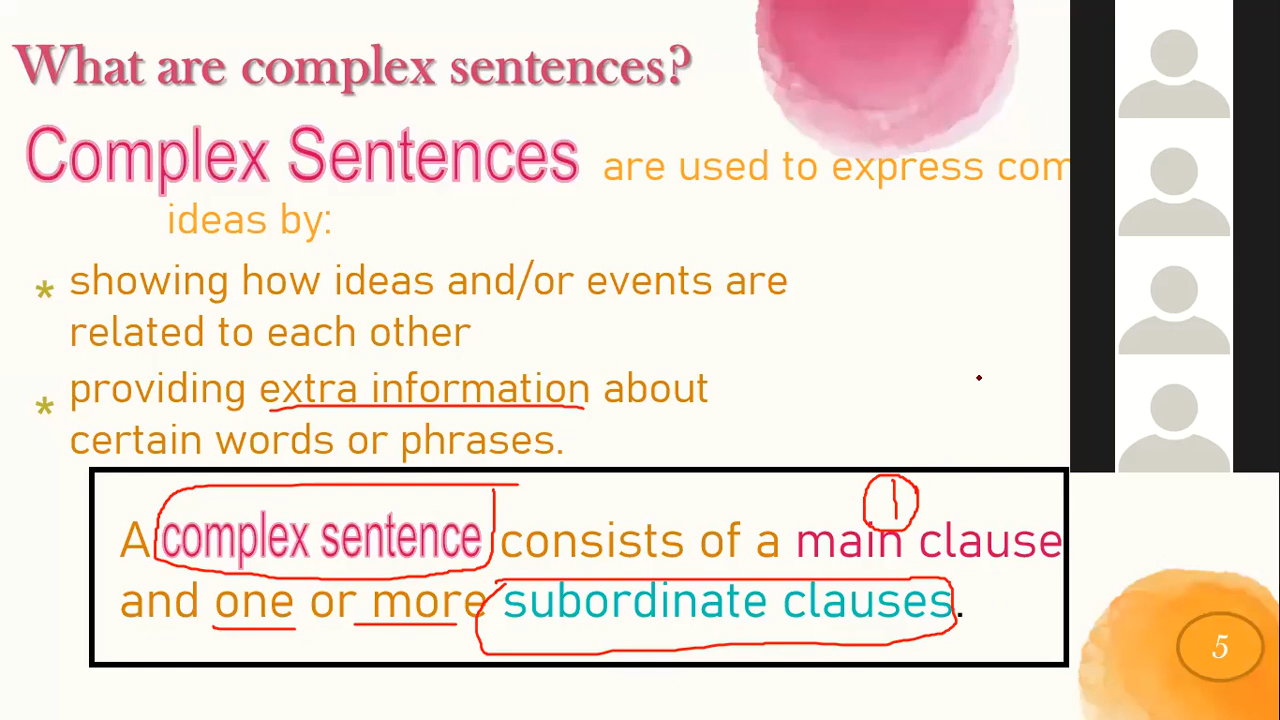 What are complex sentences?
Complex Sentences are used to express com
ideas by:
* showing how ideas and/or events are
related to each other
* providing extra information about
certain words or phrases.
1
A complex sentence consists of a main clause
and one or more subordinate clauses.
5